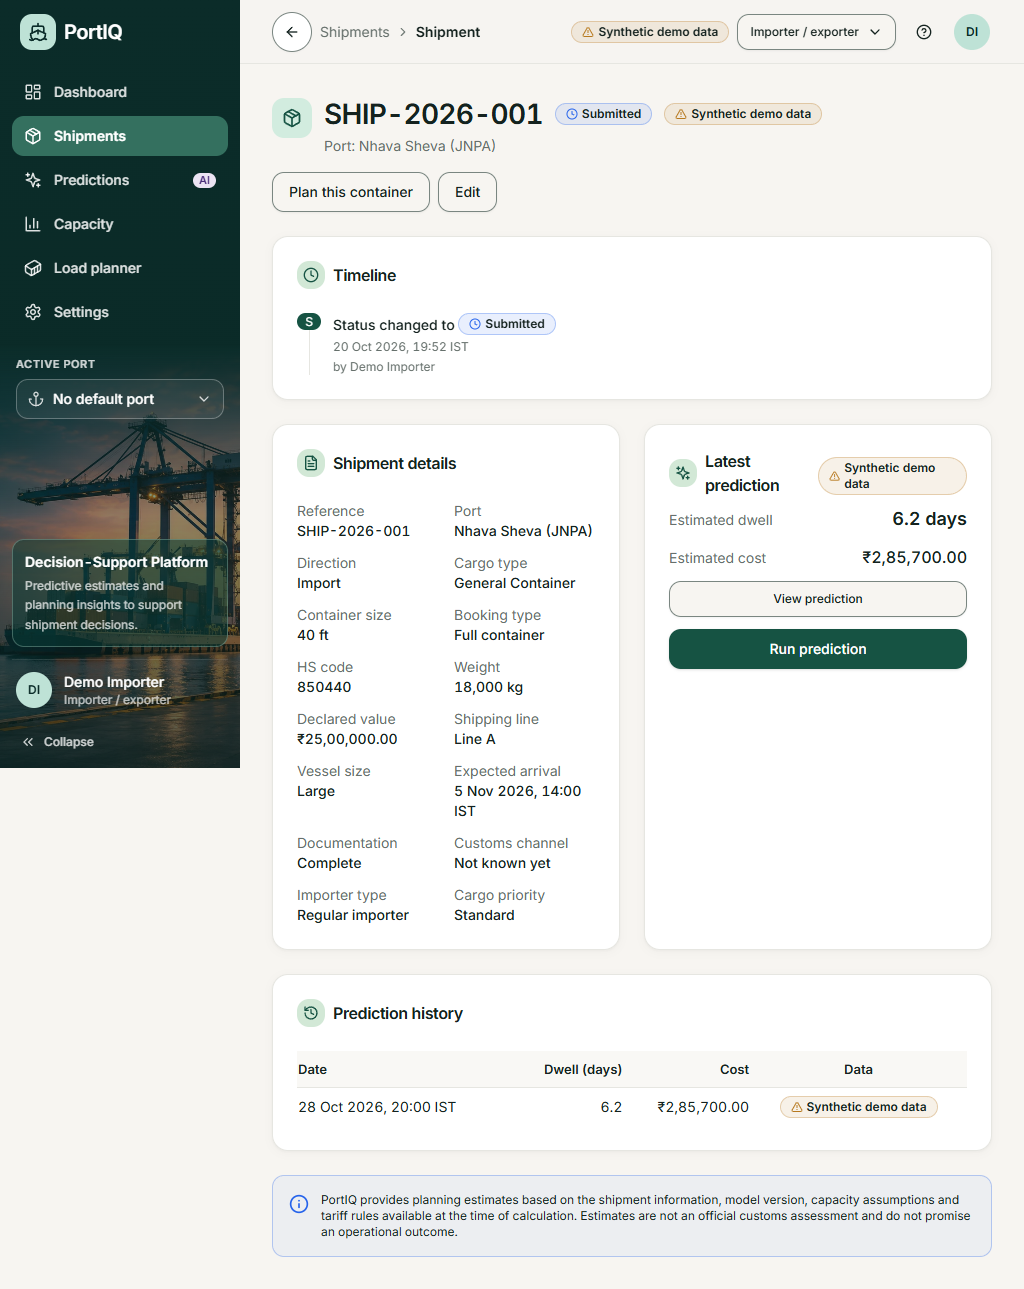 PortIQ
Dashboard
Shipments
Predictions AI
Capacity
Load planner
Settings
ACTIVE PORT
No default port
Decision-Support Platform
Predictive estimates and
planning insights to support
shipment decisions.
DI
Demo Importer
Importer / exporter
Collapse
Shipments > Shipment
Synthetic demo data
Importer / exporter
DI
SHIP-2026-001
Submitted
Synthetic demo data
Port: Nhava Sheva (JNPA)
Plan this container
Edit
Timeline
S
Status changed to Submitted
20 Oct 2026, 19:52 IST
by Demo Importer
Shipment details
Reference
SHIP-2026-001
Port
Nhava Sheva (JNPA)
Direction
Import
Cargo type
General Container
Container size
40 ft
Booking type
Full container
HS code
850440
Weight
18,000 kg
Declared value
₹25,00,000.00
Shipping line
Line A
Vessel size
Large
Expected arrival
5 Nov 2026, 14:00
IST
Documentation
Complete
Customs channel
Not known yet
Importer type
Regular importer
Cargo priority
Standard
Latest
prediction
Synthetic demo
data
Estimated dwell 6.2 days
Estimated cost ₹2,85,700.00
View prediction
Run prediction
Prediction history
Date Dwell (days) Cost Data
28 Oct 2026, 20:00 IST 6.2 ₹2,85,700.00 Synthetic demo data
PortIQ provides planning estimates based on the shipment information, model version, capacity assumptions and
tariff rules available at the time of calculation. Estimates are not an official customs assessment and do not promise
an operational outcome.